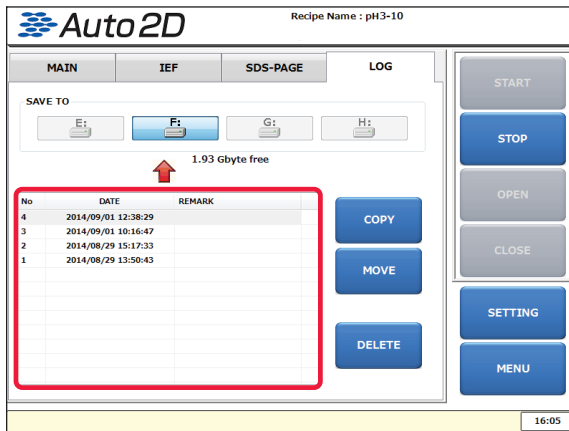 Auto2D
Recipe Name : pH3-10
MAIN
IEF
SDS-PAGE
LOG
SAVE TO
E:
F:
G:
H:
1.93 Gbyte free
No DATE REMARK
4 2014/09/01 12:38:29
3 2014/09/01 10:16:47
2 2014/08/29 15:17:33
1 2014/08/29 13:50:43
COPY
MOVE
DELETE
START
STOP
OPEN
CLOSE
SETTING
MENU
16:05